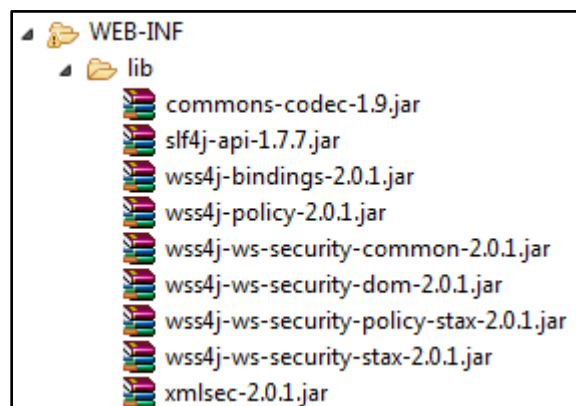 WEB-INF
lib
commons-codec-1.9.jar
slf4j-api-1.7.7.jar
wss4j-bindings-2.0.1.jar
wss4j-policy-2.0.1.jar
wss4j-ws-security-common-2.0.1.jar
wss4j-ws-security-dom-2.0.1.jar
wss4j-ws-security-policy-stax-2.0.1.jar
wss4j-ws-security-stax-2.0.1.jar
xmlsec-2.0.1.jar